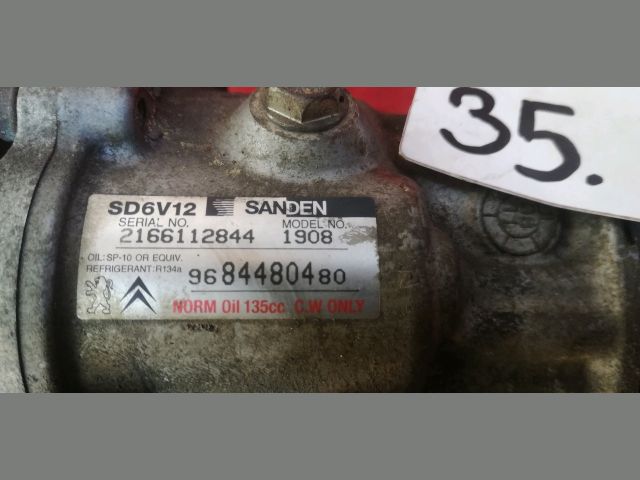 35.
SD6V12 SANDEN
SERIAL NO. MODEL NO.
2166112844 1908
OIL: SP-10 OR EQUIV.
REFRIGERANT: R134a
9684480480
NORM Oil 135cc C.W ONLY